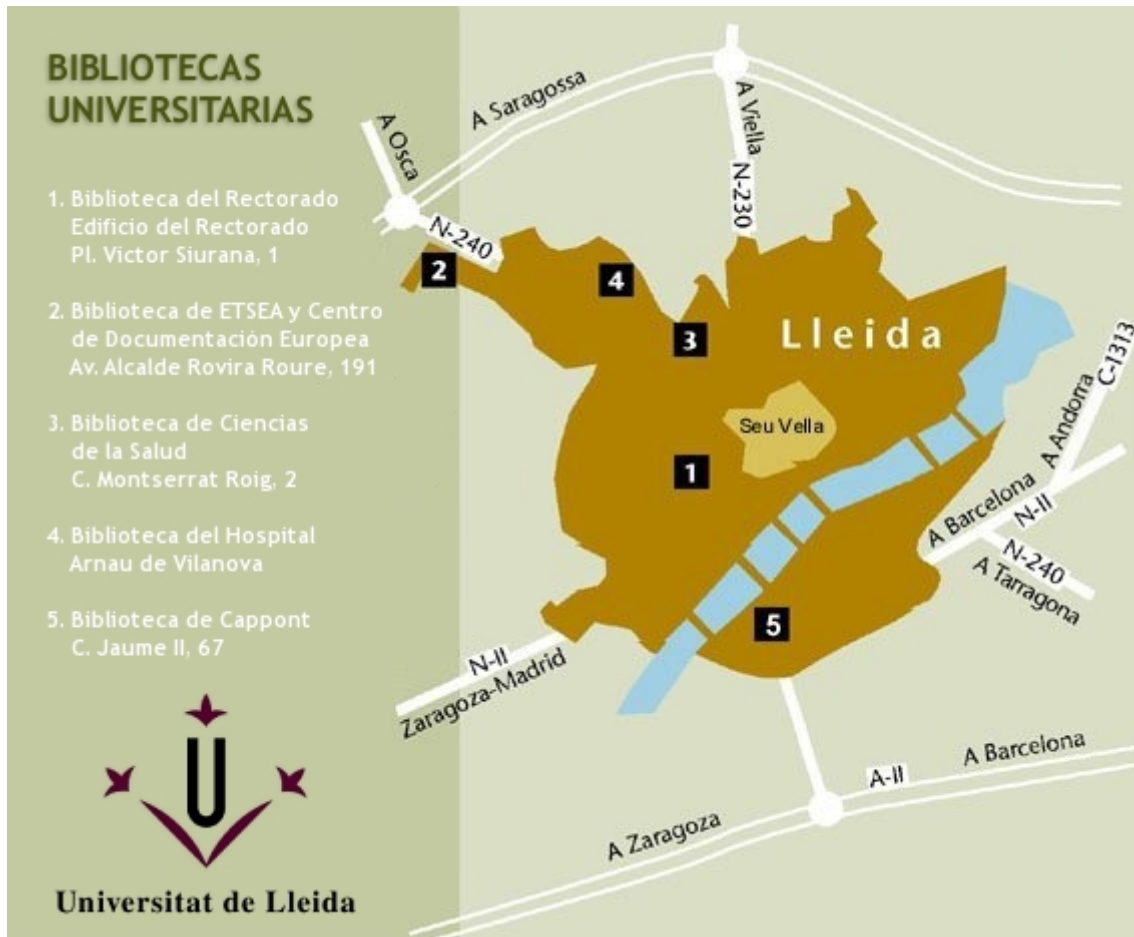 BIBLIOTECAS
UNIVERSITARIAS
1. Biblioteca del Rectorado
Edificio del Rectorado
Pl. Victor Siurana, 1
2. Biblioteca de ETSEA y Centro
de Documentación Europea
Av. Alcalde Rovira Roure, 191
3. Biblioteca de Ciencias
de la Salud
C. Montserrat Roig, 2
4. Biblioteca del Hospital
Arnau de Vilanova
5. Biblioteca de Cappont
C. Jaume II, 67
U
Universitat de Lleida
A Saragossa
A Viella
N-230
A Osca
N-240
2
4
3
Lleida
Seu Vella
1
C-1313
A Andorra
A Barcelona
N-II
N-240
A Tarragona
5
N-II
Zaragoza-Madrid
A Barcelona
A-II
A Zaragoza